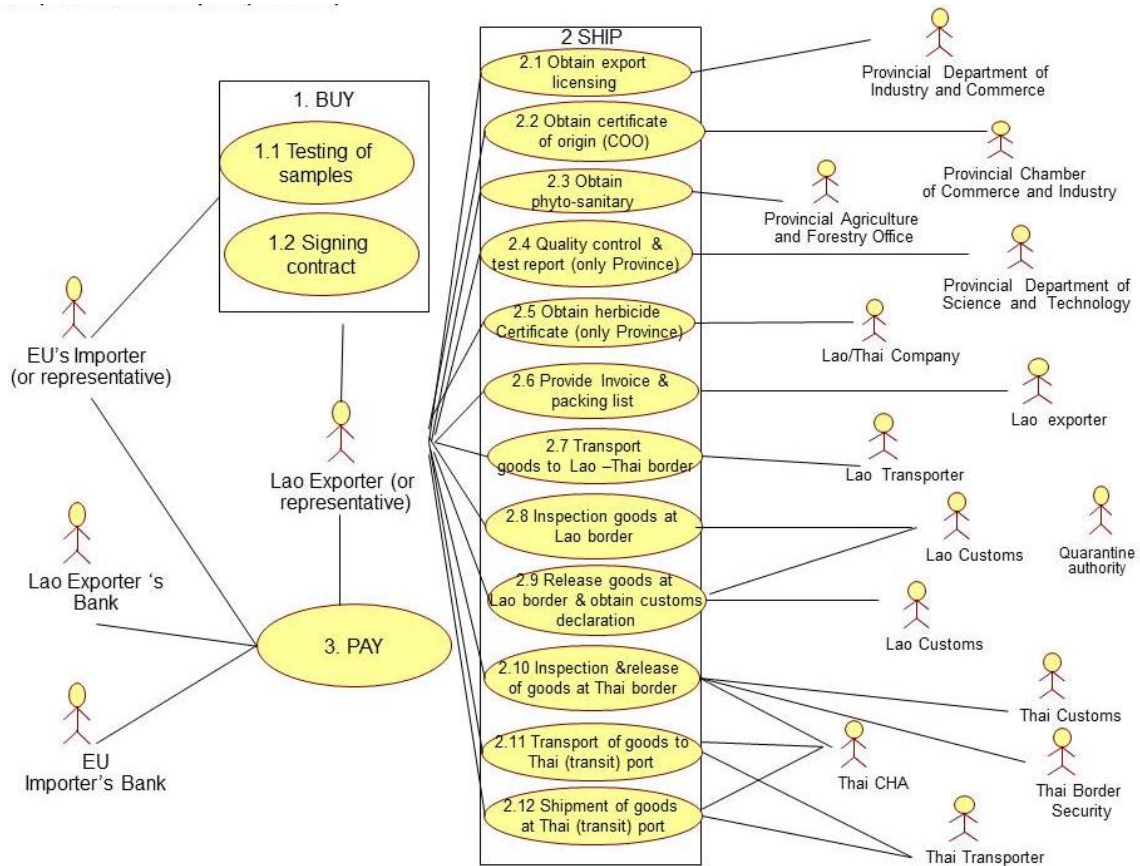 1. BUY
1.1 Testing of
samples
1.2 Signing
contract
EU's Importer
(or representative)
Lao Exporter (or
representative)
Lao Exporter ‘s
Bank
EU
Importer's Bank
3. PAY
2 SHIP
2.1 Obtain export
licensing
2.2 Obtain certificate
of origin (COO)
2.3 Obtain
phyto-sanitary
2.4 Quality control &
test report (only Province)
2.5 Obtain herbicide
Certificate (only Province)
2.6 Provide Invoice &
packing list
2.7 Transport
goods to Lao –Thai border
2.8 Inspection goods at
Lao border
2.9 Release goods at
Lao border & obtain customs
declaration
2.10 Inspection &release
of goods at Thai border
2.11 Transport of goods to
Thai (transit) port
2.12 Shipment of goods
at Thai (transit) port
Provincial Department of
Industry and Commerce
Provincial Chamber
of Commerce and Industry
Provincial Agriculture
and Forestry Office
Provincial Department of
Science and Technology
Lao/Thai Company
Lao exporter
Lao Transporter
Lao Customs
Quarantine
authority
Lao Customs
Thai Customs
Thai CHA
Thai Border
Security
Thai Transporter